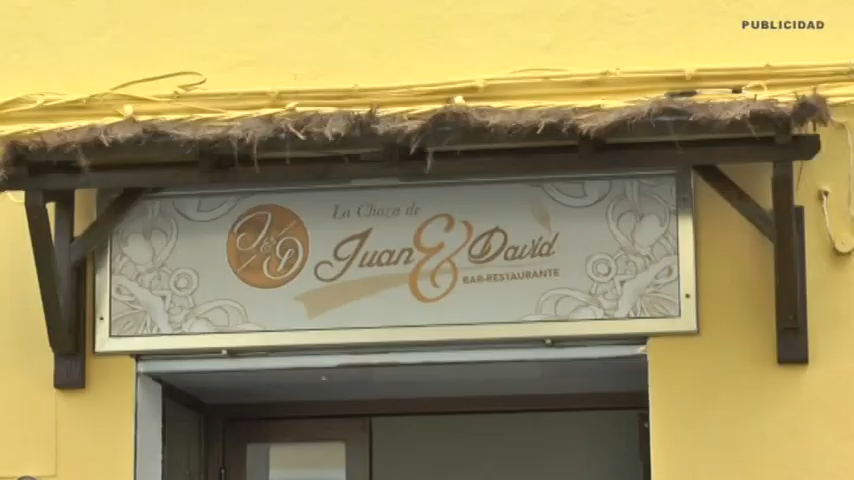 PUBLICIDAD
La Choza de
J&D
Juan & David
BAR-RESTAURANTE